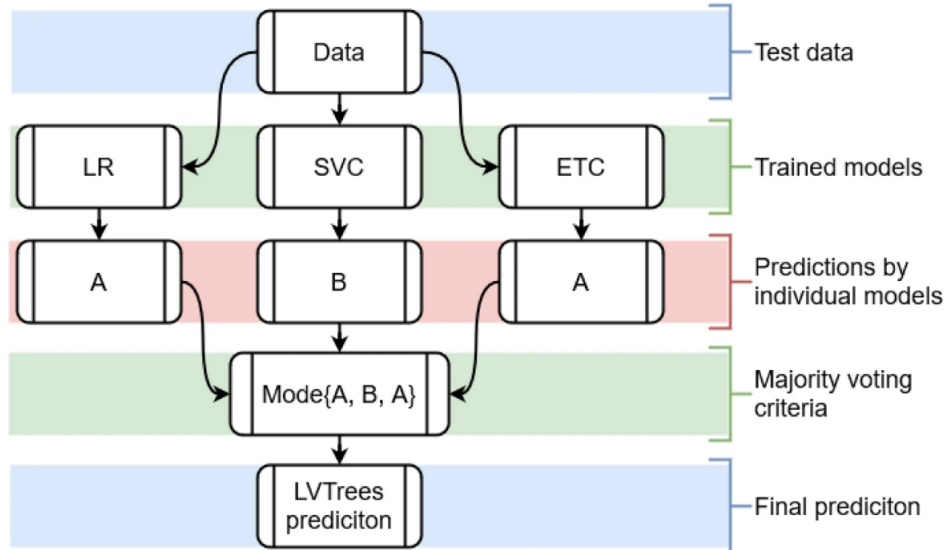 Data
Test data
LR
SVC
ETC
Trained models
A
B
A
Predictions by
individual models
Mode{A, B, A}
Majority voting
criteria
LVTrees
prediciton
Final prediciton